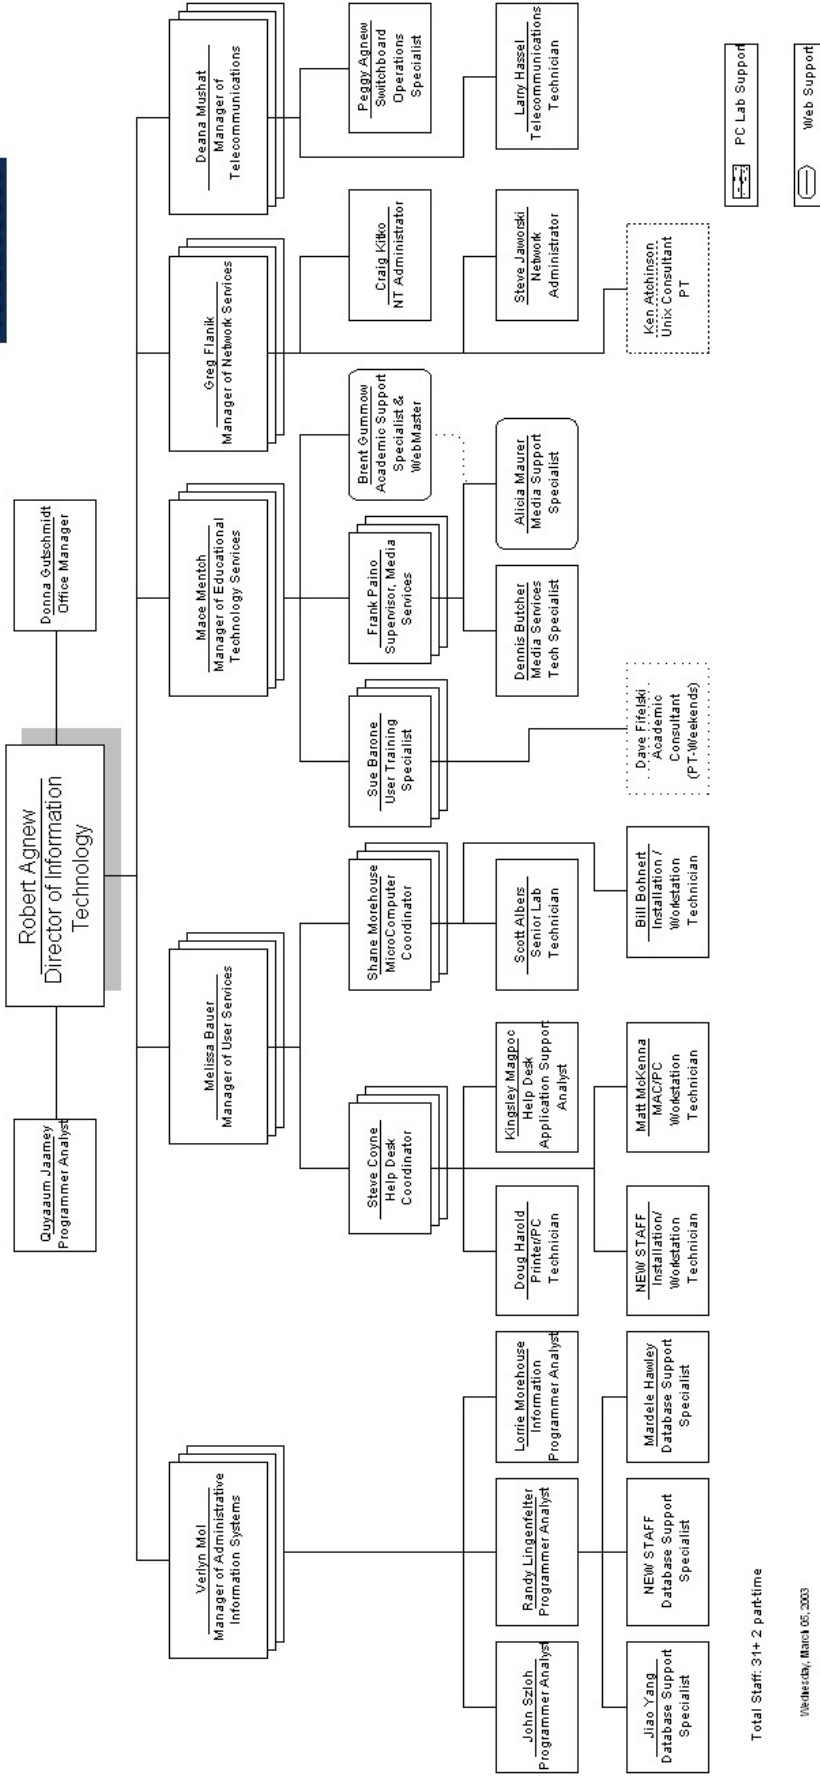 Robert Agnew
Director of Information
Technology
Quyaaum Jaamey
Programmer Analyst
Donna Gutschmidt
Office Manager
Verlyn Mol
Manager of Administrative
Information Systems
Melissa Bauer
Manager of User Services
Mace Mentch
Manager of Educational
Technology Services
Greg Flanik
Manager of Network Services
Deana Mushat
Manager of
Telecommunications
Steve Coyne
Help Desk
Coordinator
Shane Morehouse
MicroComputer
Coordinator
Sue Barone
User Training
Specialist
Frank Paino
Supervisor, Media
Services
Brent Gummow
Academic Support
Specialist &
WebMaster
Craig Kitko
NT Administrator
Peggy Agnew
Switchboard
Operations
Specialist
John Szloh
Programmer Analyst
Randy Lingenfelter
Programmer Analyst
Lorrie Morehouse
Information
Programmer Analyst
Doug Harold
Printer/PC
Technician
Kingsley Magpoc
Help Desk
Application Support
Analyst
Scott Albers
Senior Lab
Technician
Dennis Butcher
Media Services
Tech Specialist
Alicia Maurer
Media Support
Specialist
Steve Jaworski
Network
Administrator
Larry Hassel
Telecommunications
Technician
Jiao Yang
Database Support
Specialist
NEW STAFF
Database Support
Specialist
Mardele Hawley
Database Support
Specialist
NEW STAFF
Installation/
Workstation
Technician
Matt McKenna
MAC/PC
Workstation
Technician
Bill Bohnert
Installation /
Workstation
Technician
Dave Fifelski
Academic
Consultant
(PT-Weekends)
Ken Atchinson
Unix Consultant
PT
Total Staff: 31+ 2 part-time
PC Lab Support
Wednesday, March 05, 2003
Web Support